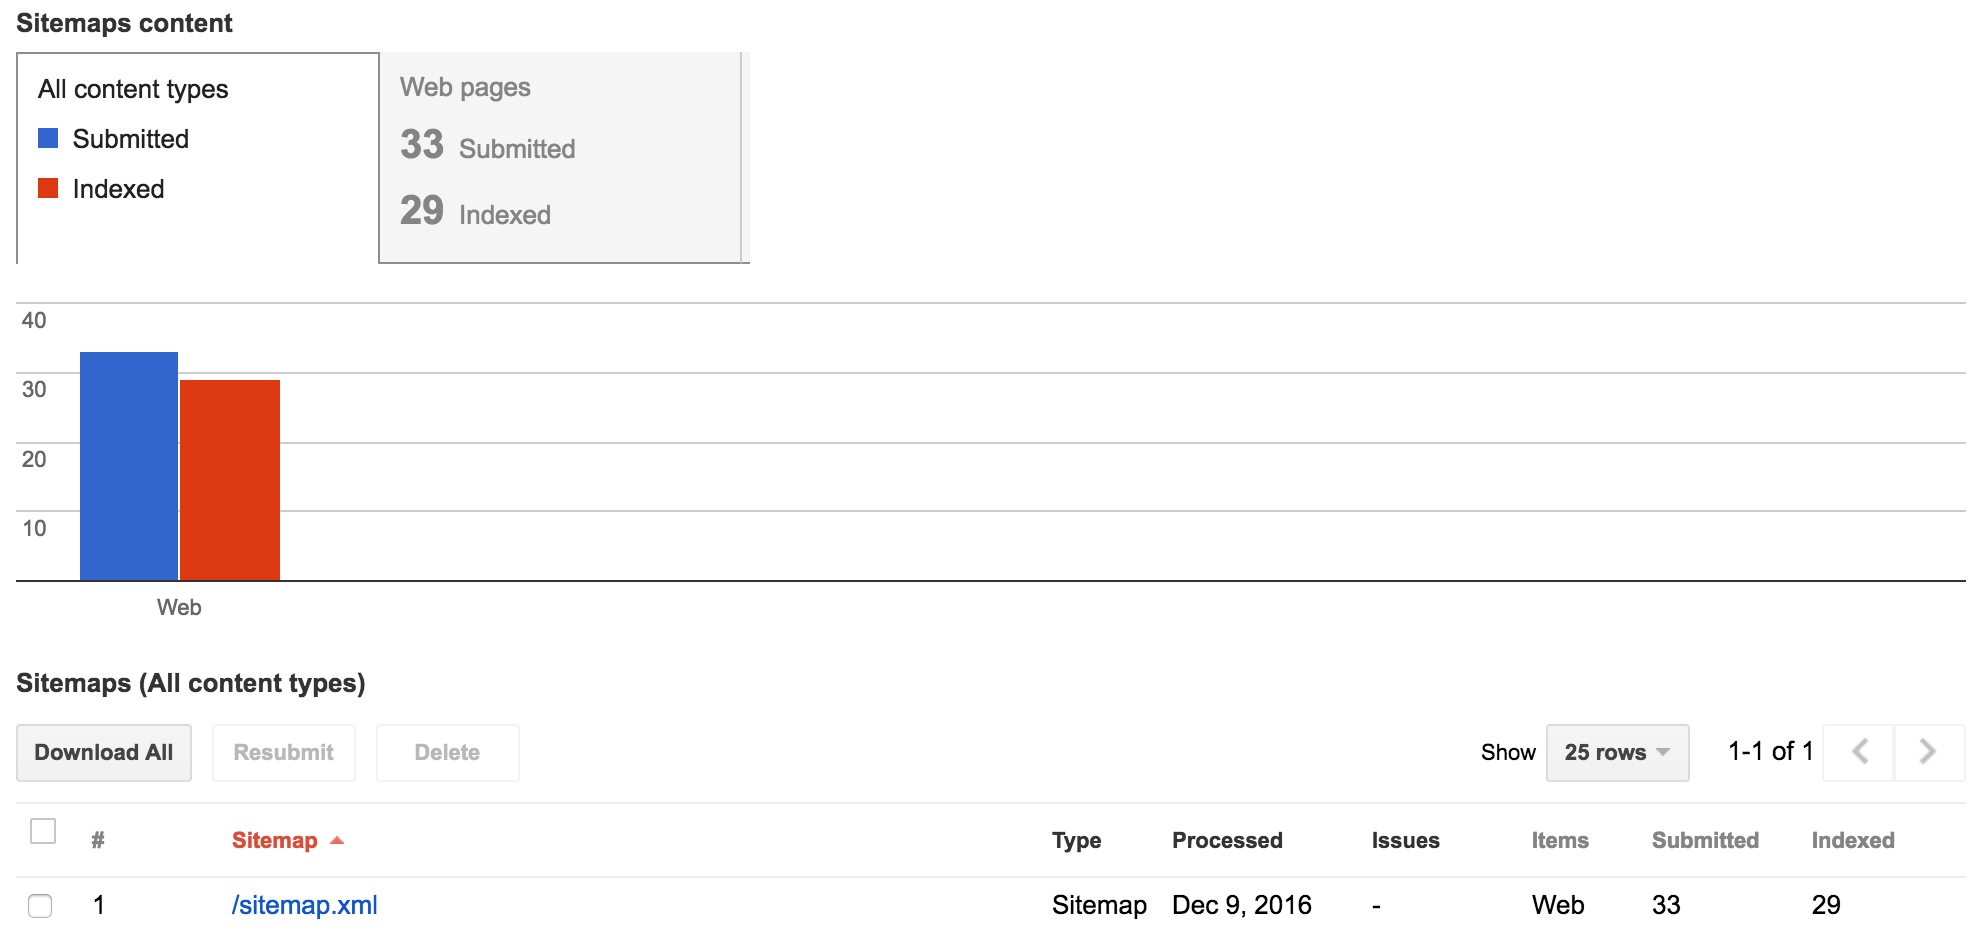 Sitemaps content
All content types
Submitted
Indexed
Web pages
33 Submitted
29 Indexed
40
30
20
10
Web
Sitemaps (All content types)
Download All Resubmit Delete Show 25 rows 1-1 of 1
# Sitemap Type Processed Issues Items Submitted Indexed
1 /sitemap.xml Sitemap Dec 9, 2016 - Web 33 29